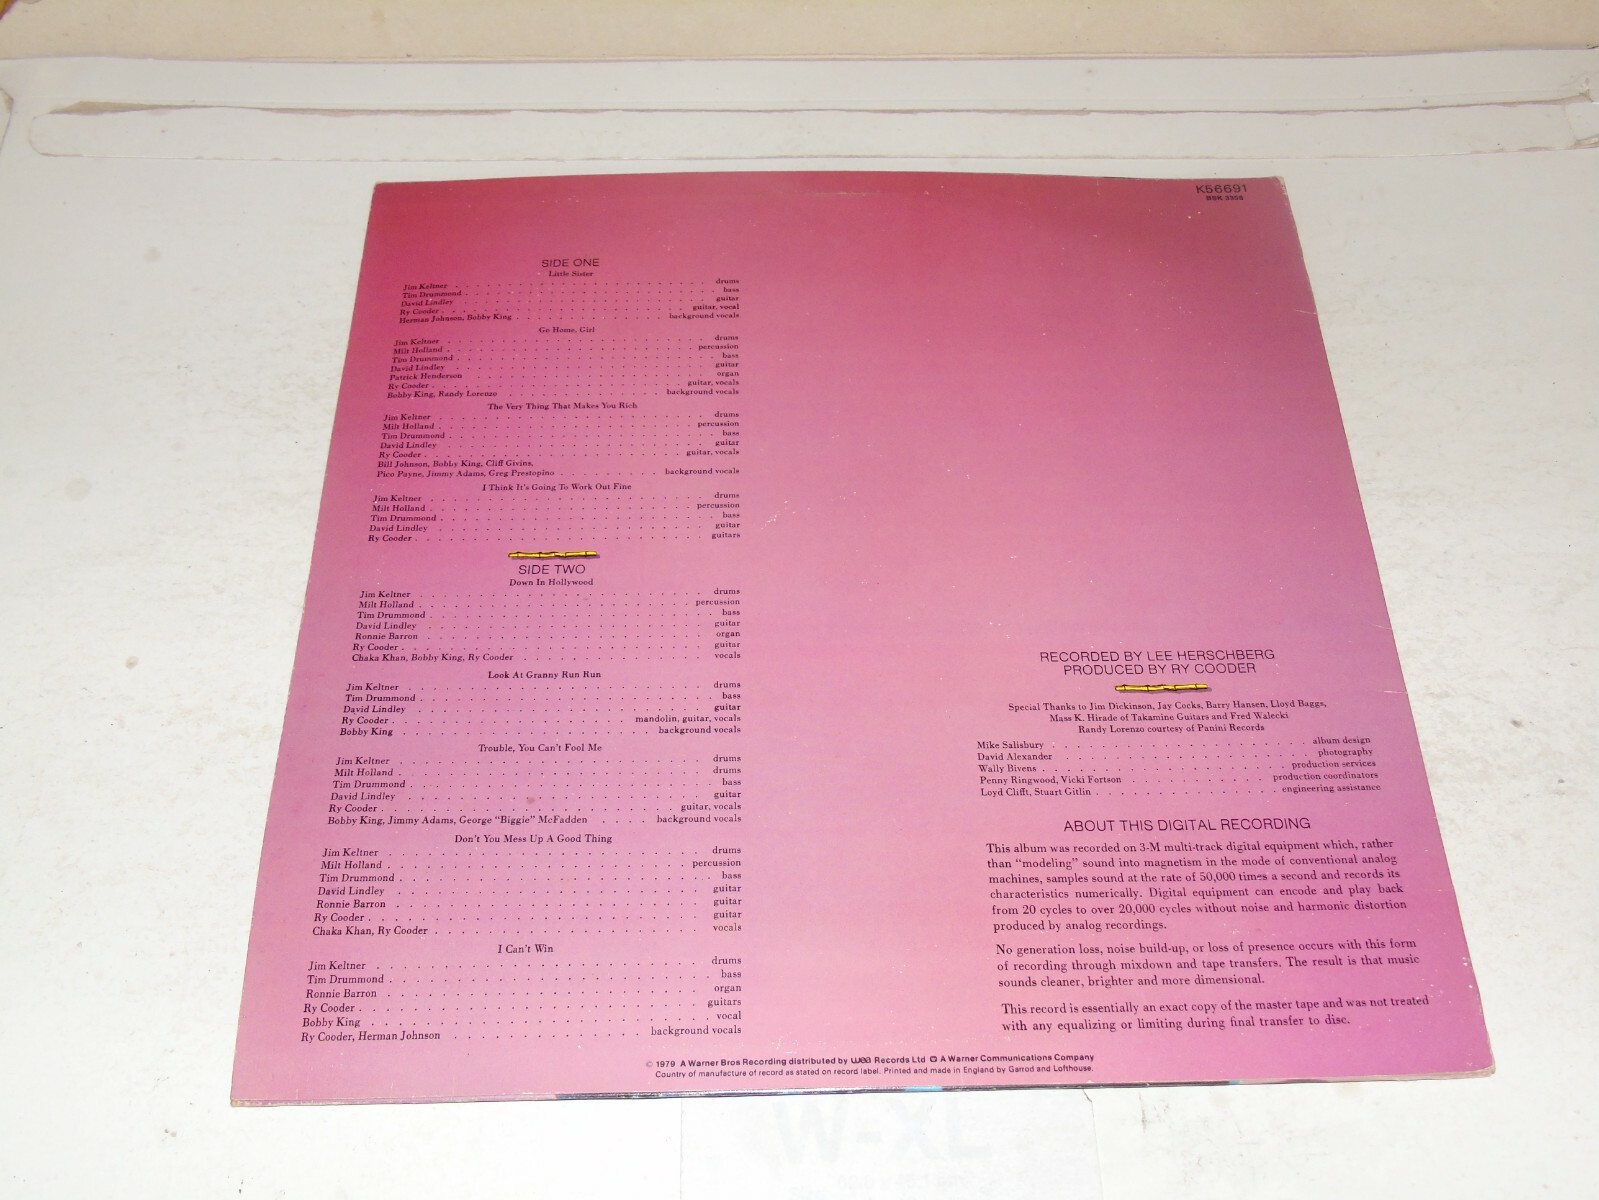 K56691
BSK 3358
SIDE ONE
Little Sister
Jim Keltner . . . drums
Tim Drummond . . . bass
David Lindley . . . guitar
Ry Cooder . . . guitar, vocal
Herman Johnson, Bobby King . . . background vocals
Go Home, Girl
Jim Keltner . . . drums
Milt Holland . . . percussion
Tim Drummond . . . bass
David Lindley . . . guitar
Patrick Henderson . . . organ
Ry Cooder . . . guitar, vocals
Bobby King, Randy Lorenzo . . . background vocals
The Very Thing That Makes You Rich
Jim Keltner . . . drums
Milt Holland . . . percussion
Tim Drummond . . . bass
David Lindley . . . guitar
Ry Cooder . . . guitar, vocals
Bill Johnson, Bobby King, Cliff Givins,
Pico Payne, Jimmy Adams, Greg Prestopino . . . background vocals
I Think It's Going To Work Out Fine
Jim Keltner . . . drums
Milt Holland . . . percussion
Tim Drummond . . . bass
David Lindley . . . guitar
Ry Cooder . . . guitars
SIDE TWO
Down In Hollywood
Jim Keltner . . . drums
Milt Holland . . . percussion
Tim Drummond . . . bass
David Lindley . . . guitar
Ronnie Barron . . . organ
Ry Cooder . . . guitar
Chaka Khan, Bobby King, Ry Cooder . . . vocals
Look At Granny Run Run
Jim Keltner . . . drums
Tim Drummond . . . bass
David Lindley . . . guitar
Ry Cooder . . . mandolin, guitar, vocals
Bobby King . . . background vocals
Trouble, You Can't Fool Me
Jim Keltner . . . drums
Milt Holland . . . drums
Tim Drummond . . . bass
David Lindley . . . guitar
Ry Cooder . . . guitar, vocals
Bobby King, Jimmy Adams, George "Biggie" McFadden . . . background vocals
Don't You Mess Up A Good Thing
Jim Keltner . . . drums
Milt Holland . . . percussion
Tim Drummond . . . bass
David Lindley . . . guitar
Ronnie Barron . . . guitar
Ry Cooder . . . guitar
Chaka Khan, Ry Cooder . . . vocals
I Can't Win
Jim Keltner . . . drums
Tim Drummond . . . bass
Ronnie Barron . . . organ
Ry Cooder . . . guitars
Bobby King . . . vocal
Ry Cooder, Herman Johnson . . . background vocals
RECORDED BY LEE HERSCHBERG
PRODUCED BY RY COODER
Special Thanks to Jim Dickinson, Jay Cocks, Barry Hansen, Lloyd Baggs,
Mass K. Hirade of Takamine Guitars and Fred Walecki
Randy Lorenzo courtesy of Panini Records
Mike Salisbury . . . album design
David Alexander . . . photography
Wally Bivens . . . production services
Penny Ringwood, Vicki Fortson . . . production coordinators
Loyd Clifft, Stuart Gitlin . . . engineering assistance
ABOUT THIS DIGITAL RECORDING
This album was recorded on 3-M multi-track digital equipment which, rather
than "modeling" sound into magnetism in the mode of conventional analog
machines, samples sound at the rate of 50,000 times a second and records its
characteristics numerically. Digital equipment can encode and play back
from 20 cycles to over 20,000 cycles without noise and harmonic distortion
produced by analog recordings.
No generation loss, noise build-up, or loss of presence occurs with this form
of recording through mixdown and tape transfers. The result is that music
sounds cleaner, brighter and more dimensional.
This record is essentially an exact copy of the master tape and was not treated
with any equalizing or limiting during final transfer to disc.
© 1979 A Warner Bros Recording distributed by wea Records Ltd A Warner Communications Company
Country of manufacture of record as stated on record label. Printed and made in England by Garrod and Lofthouse.
W-XL